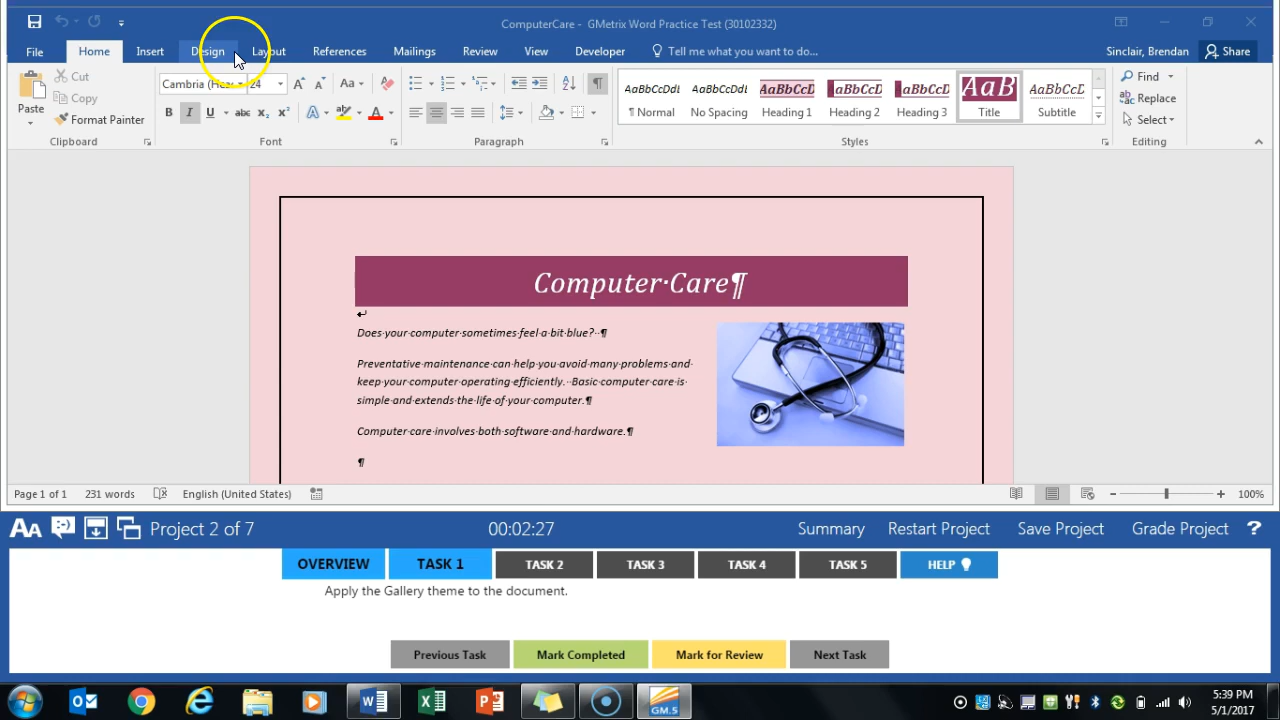 ComputerCare - GMetrix Word Practice Test (30102332)
File Home Insert Design Layout References Mailings Review View Developer Tell me what you want to do... Sinclair, Brendan Share
Paste Cut Copy Format Painter
Clipboard
Cambria (Hea 24
B I U abc
Font
Paragraph
AaBbCcDdI AaBbCcDdI AaBbCcD AaBbCcD AaBbCcD AaB AaBbCcD
¶ Normal No Spacing Heading 1 Heading 2 Heading 3 Title Subtitle
Styles
Find
Replace
Select
Editing
Computer·Care¶
Does·your·computer·sometimes·feel·a·bit·blue?··¶
Preventative·maintenance·can·help·you·avoid·many·problems·and·
keep·your·computer·operating·efficiently.··Basic·computer·care·is·
simple·and·extends·the·life·of·your·computer.¶
Computer·care·involves·both·software·and·hardware.¶
¶
Page 1 of 1 231 words English (United States) 100%
AA Project 2 of 7 00:02:27 Summary Restart Project Save Project Grade Project ?
OVERVIEW TASK 1 TASK 2 TASK 3 TASK 4 TASK 5 HELP
Apply the Gallery theme to the document.
Previous Task Mark Completed Mark for Review Next Task
GM.5
5:39 PM
5/1/2017